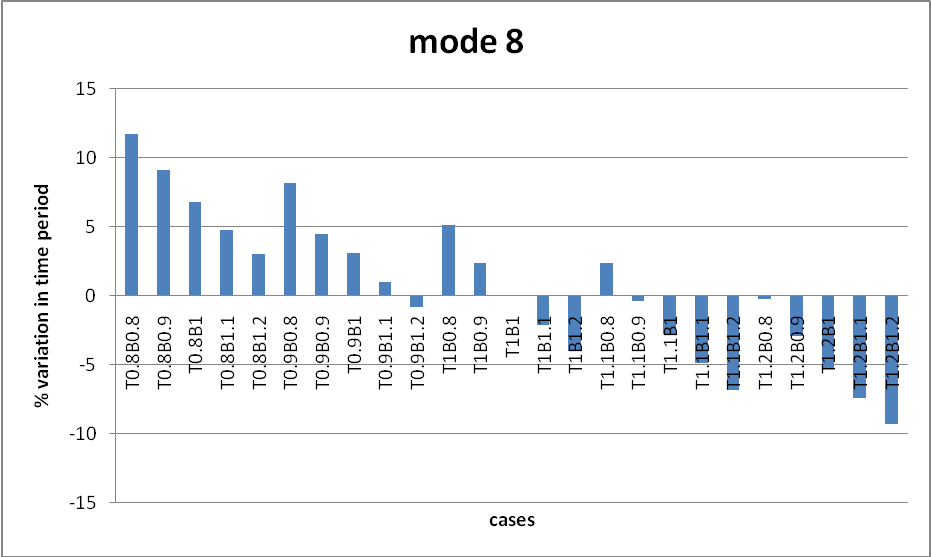 mode 8
% variation in time period
15
10
5
0
-5
-10
-15
T0.8B0.8
T0.8B0.9
T0.8B1
T0.8B1.1
T0.8B1.2
T0.9B0.8
T0.9B0.9
T0.9B1
T0.9B1.1
T0.9B1.2
T1B0.8
T1B0.9
T1B1
T1B1.1
T1B1.2
T1.1B0.8
T1.1B0.9
T1.1B1
T1.1B1.1
T1.1B1.2
T1.2B0.8
T1.2B0.9
T1.2B1
T1.2B1.1
T1.2B1.2
cases